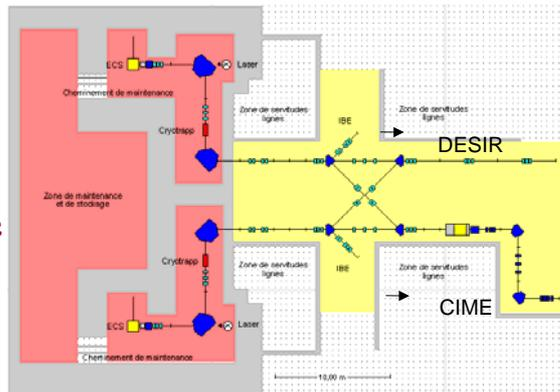 ECS
Laser
Cheminement de maintenance
Cryotrapp
Zone de servitudes
lignes
IBE
Zone de servitudes
lignes
DESIR
Zone de maintenance
et de stockage
Cryotrapp
Zone de servitudes
lignes
IBE
Zone de servitudes
lignes
CIME
ECS
Laser
Cheminement de maintenance
10,00 m